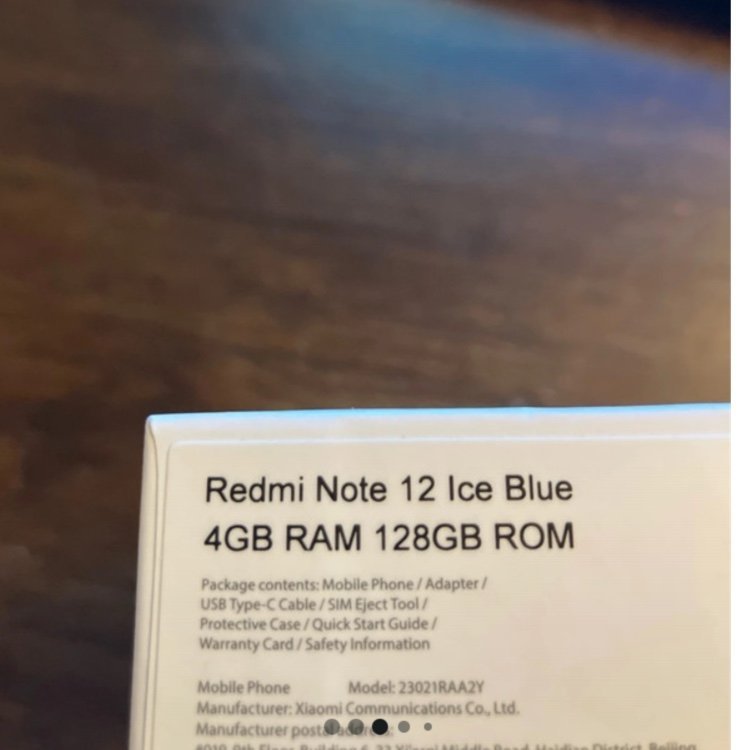 Redmi Note 12 Ice Blue
4GB RAM 128GB ROM
Package contents: Mobile Phone / Adapter /
USB Type-C Cable / SIM Eject Tool /
Protective Case / Quick Start Guide /
Warranty Card / Safety Information
Mobile Phone Model: 23021RAA2Y
Manufacturer: Xiaomi Communications Co., Ltd.
Manufacturer postal address: